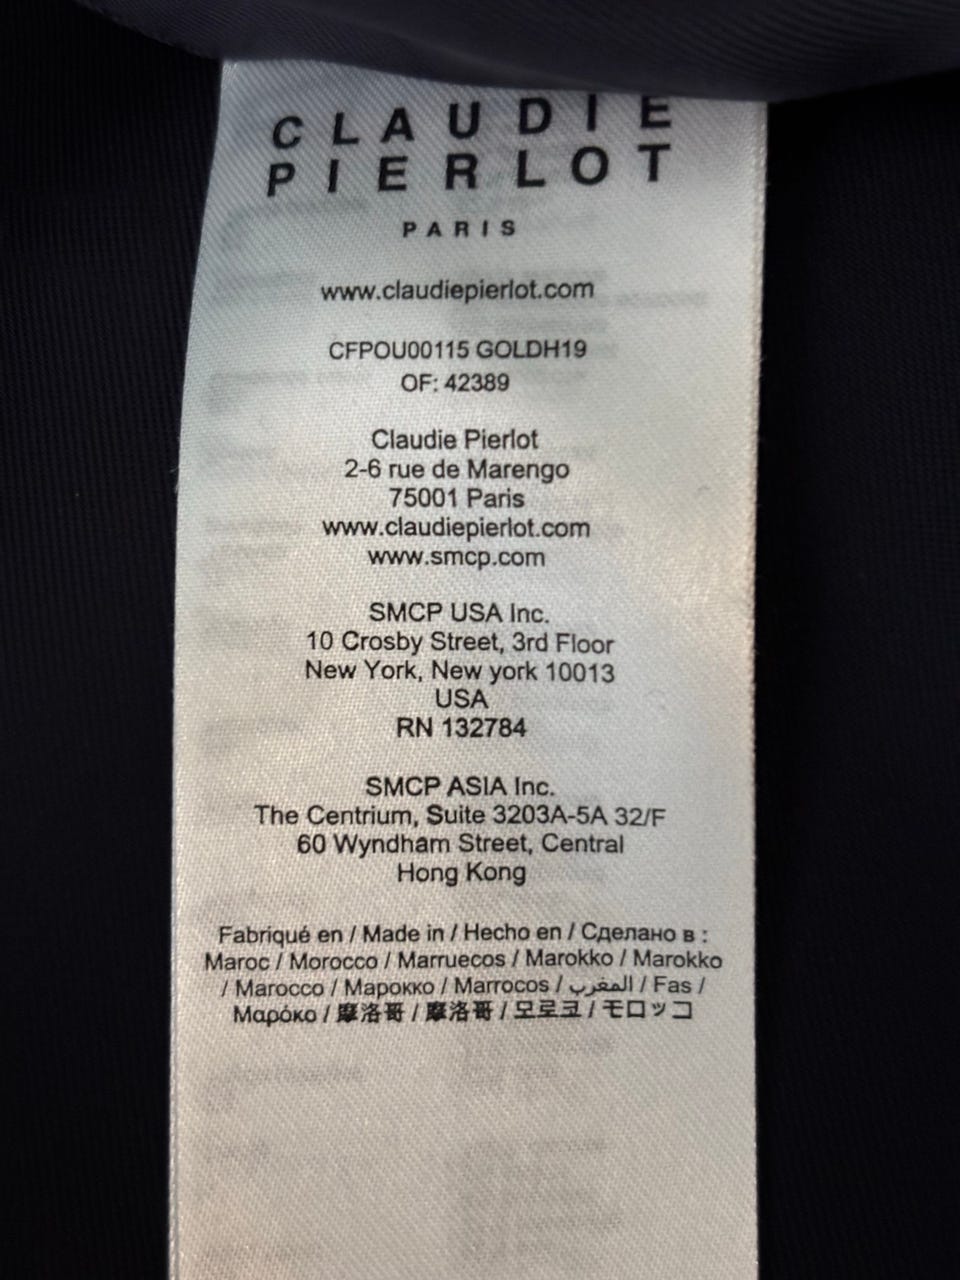 CLAUDIE
PIERLOT
PARIS
www.claudiepierlot.com
CFPOU00115 GOLDH19
OF: 42389
Claudie Pierlot
2-6 rue de Marengo
75001 Paris
www.claudiepierlot.com
www.smcp.com
SMCP USA Inc.
10 Crosby Street, 3rd Floor
New York, New york 10013
USA
RN 132784
SMCP ASIA Inc.
The Centrium, Suite 3203A-5A 32/F
60 Wyndham Street, Central
Hong Kong
Fabriqué en / Made in / Hecho en / Сделано в :
Maroc / Morocco / Marruecos / Marokko / Marokko
/ Marocco / Марокко / Marrocos / المغرب / Fas /
Μαρόκο / 摩洛哥 / 摩洛哥 / 모로코 / モロッコ